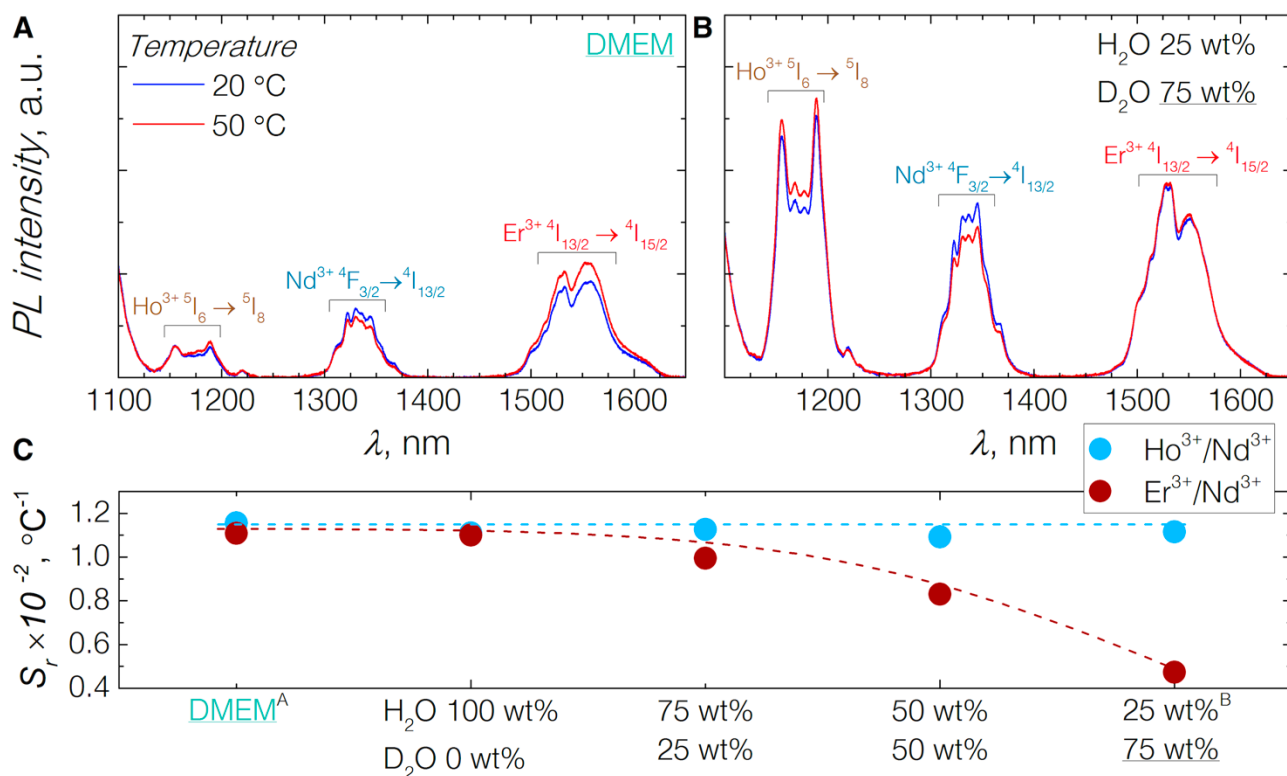 A
Temperature
20 °C
50 °C
DMEM
Ho³⁺ ⁵I₆ → ⁵I₈
Nd³⁺ ⁴F₃/₂→⁴I₁₃/₂
Er³⁺ ⁴I₁₃/₂→ ⁴I₁₅/₂
PL intensity, a.u.
1100 1200 1300 1400 1500 1600
λ, nm
B
H₂O 25 wt%
D₂O 75 wt%
Ho³⁺ ⁵I₆→ ⁵I₈
Nd³⁺ ⁴F₃/₂→⁴I₁₃/₂
Er³⁺ ⁴I₁₃/₂→ ⁴I₁₅/₂
1200 1300 1400 1500 1600
λ, nm
C
Ho³⁺/Nd³⁺
Er³⁺/Nd³⁺
Sᵣ ×10⁻², °C⁻¹
1.2
1.0
0.8
0.6
0.4
DMEMᴬ H₂O 100 wt% 75 wt% 50 wt% 25 wt%ᴮ
D₂O 0 wt% 25 wt% 50 wt% 75 wt%